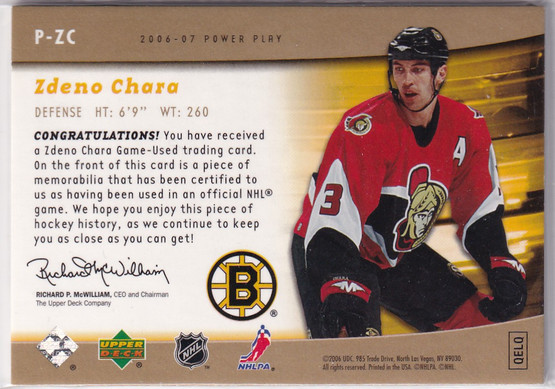 P-ZC
2006-07 POWER PLAY
Zdeno Chara
DEFENSE HT: 6'9" WT: 260
CONGRATULATIONS! You have received
a Zdeno Chara Game-Used trading card.
On the front of this card is a piece of
memorabilia that has been certified to
us as having been used in an official NHL®
game. We hope you enjoy this piece of
hockey history, as we continue to keep
you as close as you can get!
Richard P. McWilliam
RICHARD P. McWILLIAM, CEO and Chairman
The Upper Deck Company
B
®
A
3
UPPER
DECK
NHL
NHLPA
©2006 UDC. 985 Trade Drive, North Las Vegas, NV 89030.
All rights reserved. Printed in the USA. ©NHLPA. ©NHL.
QELQ